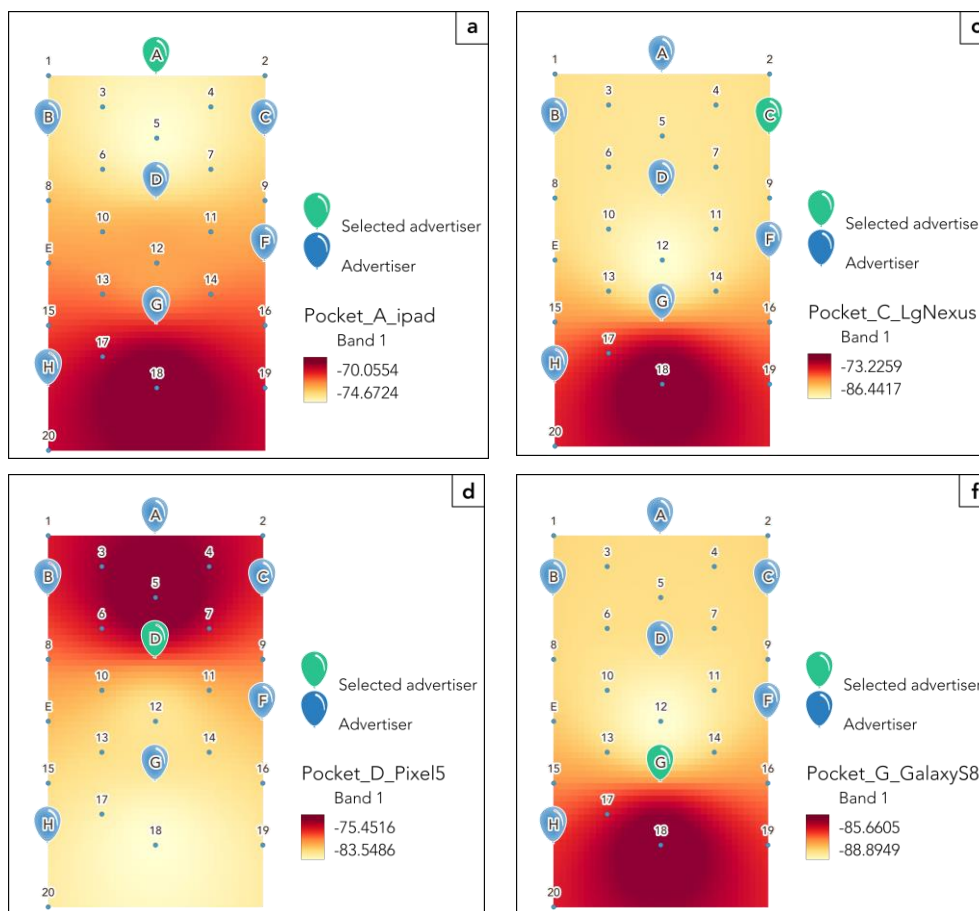 a
A
1
2
3
4
B
C
5
6
7
D
8
9
10
11
F
E
12
13
14
G
15
16
17
H
18
19
20
Selected advertiser
Advertiser
Pocket_A_ipad
Band 1
-70.0554
-74.6724
c
A
1
2
3
4
B
C
5
6
7
D
8
9
10
11
F
E
12
13
14
G
15
16
17
H
18
19
20
Selected advertiser
Advertiser
Pocket_C_LgNexus
Band 1
-73.2259
-86.4417
d
A
1
2
3
4
B
C
5
6
7
D
8
9
10
11
F
E
12
13
14
G
15
16
17
H
18
19
20
Selected advertiser
Advertiser
Pocket_D_Pixel5
Band 1
-75.4516
-83.5486
f
A
1
2
3
4
B
C
5
6
7
D
8
9
10
11
F
E
12
13
14
G
15
16
17
H
18
19
20
Selected advertiser
Advertiser
Pocket_G_GalaxyS8
Band 1
-85.6605
-88.8949